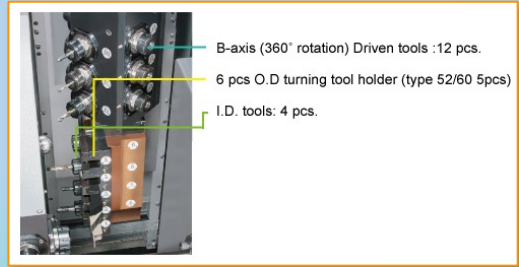 B-axis (360° rotation) Driven tools :12 pcs.
6 pcs O.D turning tool holder (type 52/60 5pcs)
I.D. tools: 4 pcs.